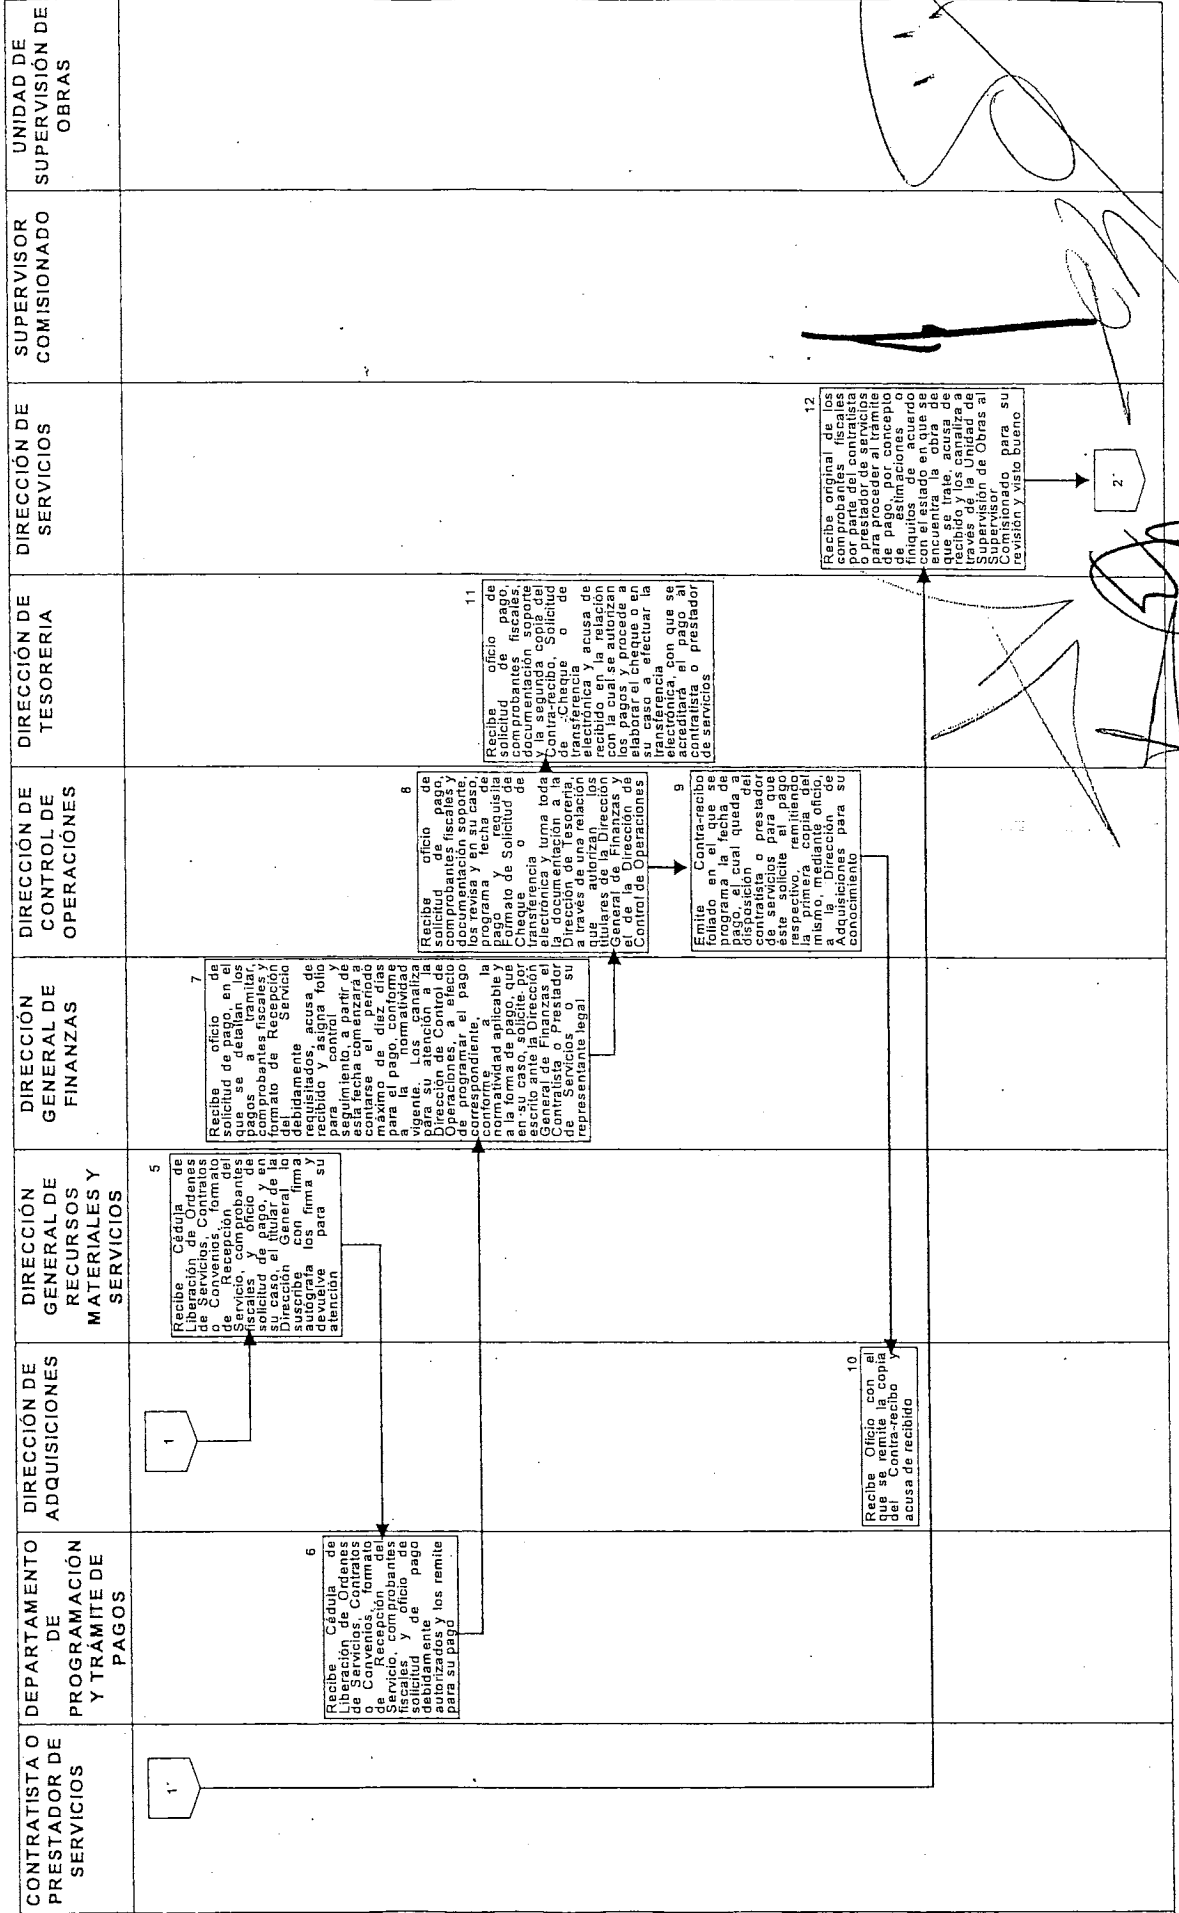 CONTRATISTA O
PRESTADOR DE
SERVICIOS
DEPARTAMENTO
DE
PROGRAMACIÓN
Y TRÁMITE DE
PAGOS
DIRECCIÓN DE
ADQUISICIONES
DIRECCIÓN
GENERAL DE
RECURSOS
MATERIALES Y
SERVICIOS
DIRECCIÓN
GENERAL DE
FINANZAS
DIRECCIÓN DE
CONTROL DE
OPERACIÓNES
DIRECCIÓN DE
TESORERIA
DIRECCIÓN DE
SERVICIOS
SUPERVISOR
COMISIONADO
UNIDAD DE
SUPERVISIÓN DE
OBRAS
1'
1
5
Recibe Cédula de
Liberación de Ordenes
de Servicios, Contratos
o Convenios, formato
de Recepción del
Servicio, comprobantes
fiscales y oficio de
solicitud de pago, y en
su caso, el titular de la
Dirección General lo
suscribe con firma
autógrafa los firma y
devuelve para su
atención
6
Recibe Cédula de
Liberación de Ordenes
de Servicios, Contratos
o Convenios, formato
de Recepción del
Servicio, comprobantes
fiscales y oficio de
solicitud de pago
debidamente
autorizados y los remite
para su pago
7
Recibe oficio de
solicitud de pago, en el
que se detallan los
pagos a tramitar,
comprobantes fiscales y
formato de Recepción
del Servicio
debidamente
requisitados, acusa de
recibido y asigna folio
para control y
seguimiento, a partir de
esta fecha comenzará a
contarse el periodo
máximo de diez días
para el pago, conforme
a la normatividad
vigente. Los canaliza
para su atención a la
Dirección de Control de
Operaciones, a efecto
de programar el pago
correspondiente,
conforme a la
normatividad aplicable y
a la forma de pago, que
en su caso, solicite por
escrito ante la Dirección
General de Finanzas el
Contratista o Prestador
de Servicios o su
representante legal
8
Recibe oficio de
solicitud de pago,
comprobantes fiscales y
documentación soporte,
los revisa y en su caso,
programa fecha de
pago y requisita
Formato de Solicitud de
Cheque o de
transferencia
electrónica y turna toda
la documentación a la
Dirección de Tesorería,
a través de una relación
que autorizan los
titulares de la Dirección
General de Finanzas y
el de la Dirección de
Control de Operaciones
9
Emite Contra-recibo
foliado en el que se
programa la fecha de
pago, el cual queda a
disposición del
contratista o prestador
de servicios para que
éste solicite el pago
respectivo, remitiendo
la primera copia del
mismo, mediante oficio,
a la Dirección de
Adquisiciones para su
conocimiento
10
Recibe Oficio con el
que se remite la copia
del Contra-recibo y
acusa de recibido
11
Recibe oficio de
solicitud de pago,
comprobantes fiscales,
documentación soporte
y la segunda copia del
Contra-recibo, Solicitud
de Cheque o de
transferencia
electrónica y acusa de
recibido en la relación
con la cual se autorizan
los pagos y procede a
elaborar el cheque o en
su caso a efectuar la
transferencia
electrónica, con que se
acreditará el pago al
contratista o prestador
de servicios
12
Recibe original de los
comprobantes fiscales
por parte del contratista
o prestador de servicios
para proceder al trámite
de pago, por concepto
de estimaciones o
finiquitos de acuerdo
con el estado en que se
encuentra la obra de
que se trate, acusa de
recibido y los canaliza a
través de la Unidad de
Supervisión de Obras al
Supervisor
Comisionado para su
revisión y visto bueno
2'